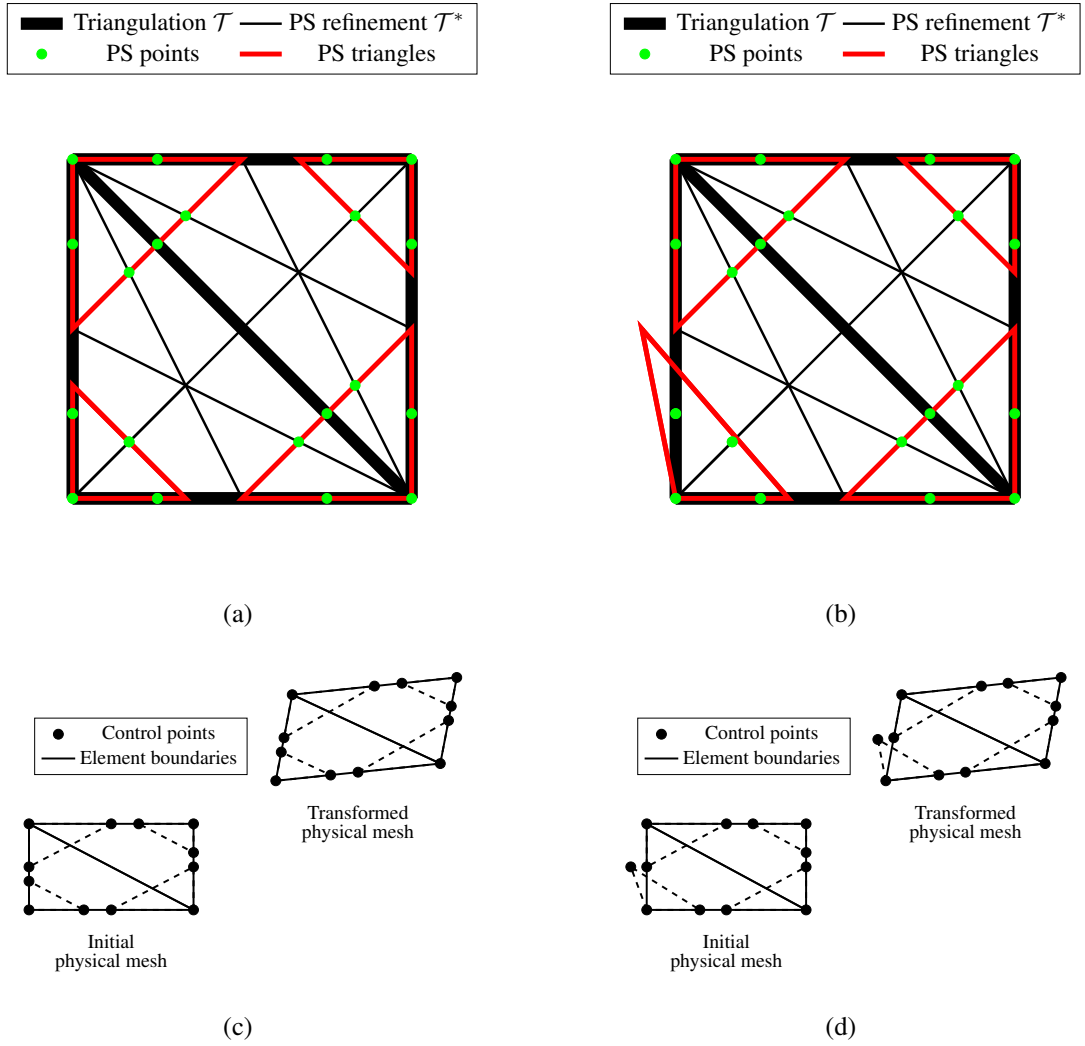 Triangulation 𝒯 PS refinement 𝒯*
PS points PS triangles
Triangulation 𝒯 PS refinement 𝒯*
PS points PS triangles
(a)
(b)
Control points
Element boundaries
Transformed
physical mesh
Initial
physical mesh
Control points
Element boundaries
Transformed
physical mesh
Initial
physical mesh
(c)
(d)